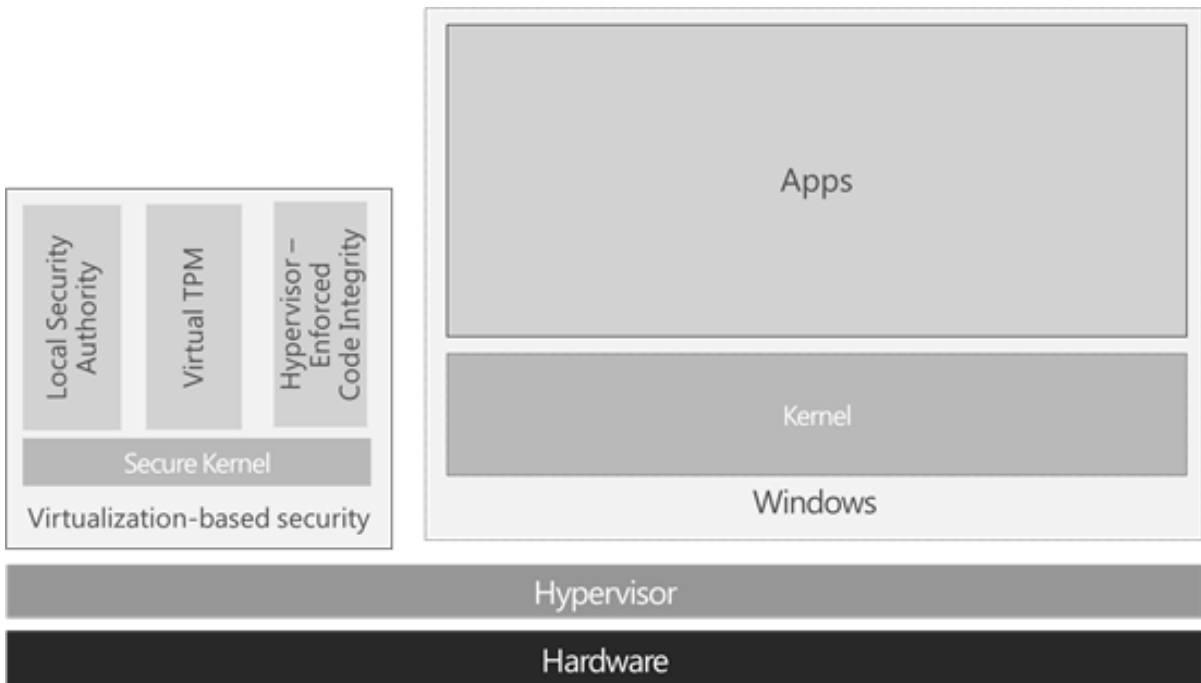 Local Security
Authority
Virtual TPM
Hypervisor –
Enforced
Code Integrity
Secure Kernel
Virtualization-based security
Apps
Kernel
Windows
Hypervisor
Hardware